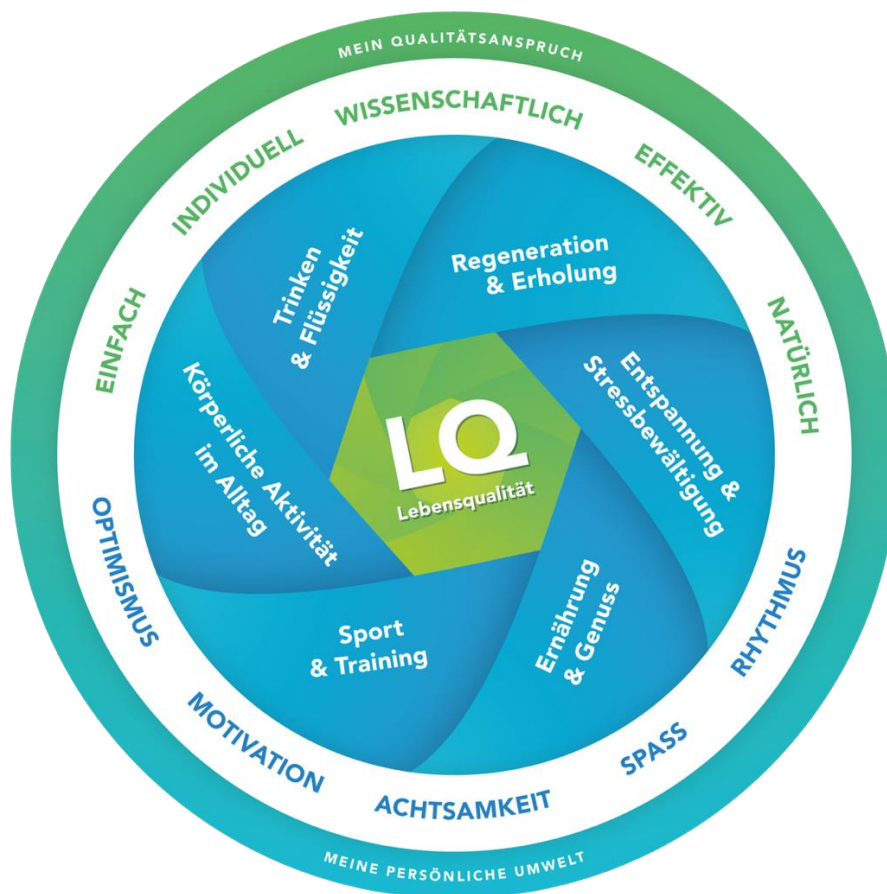 MEIN QUALITÄTSANSPRUCH
EINFACH
INDIVIDUELL
WISSENSCHAFTLICH
EFFEKTIV
NATÜRLICH
Trinken
& Flüssigkeit
Regeneration
& Erholung
Entspannung &
Stressbewältigung
Ernährung
& Genuss
Sport
& Training
Körperliche Aktivität
im Alltag
LQ
Lebensqualität
OPTIMISMUS
MOTIVATION
ACHTSAMKEIT
SPASS
RHYTHMUS
MEINE PERSÖNLICHE UMWELT